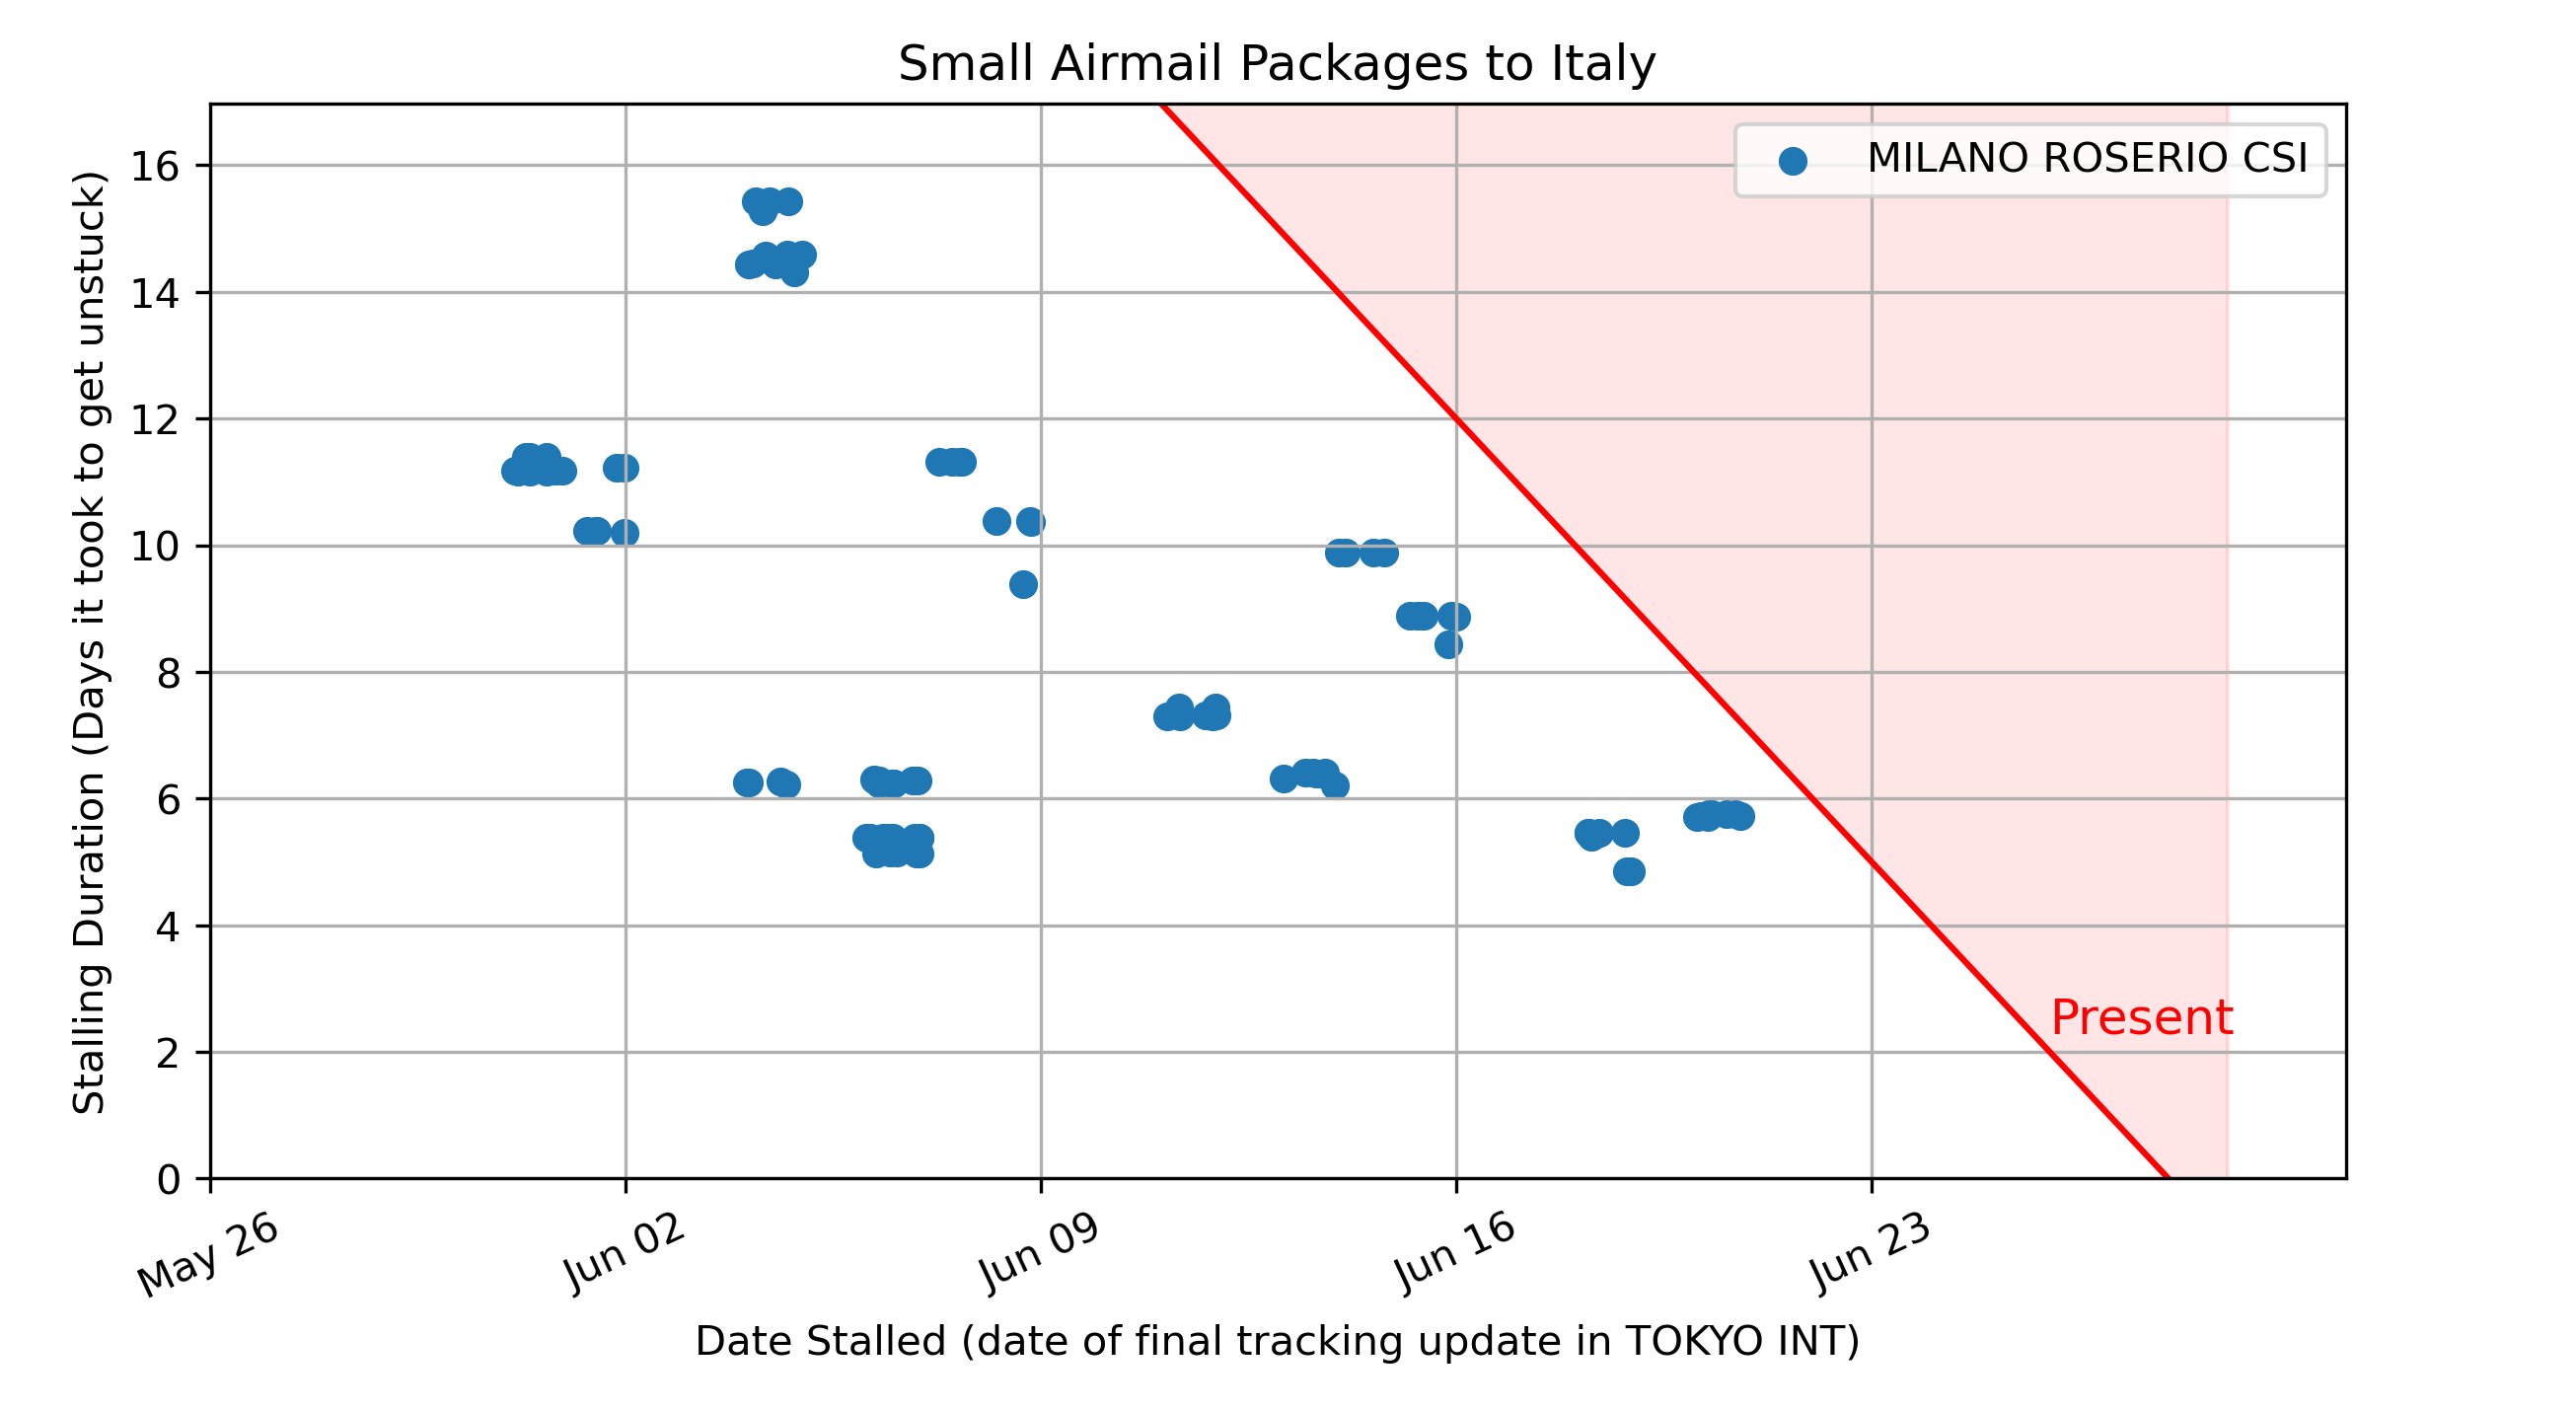 Small Airmail Packages to Italy
MILANO ROSERIO CSI
Stalling Duration (Days it took to get unstuck)
16
14
12
10
8
6
4
2
0
Present
May 26
Jun 02
Jun 09
Jun 16
Jun 23
Date Stalled (date of final tracking update in TOKYO INT)